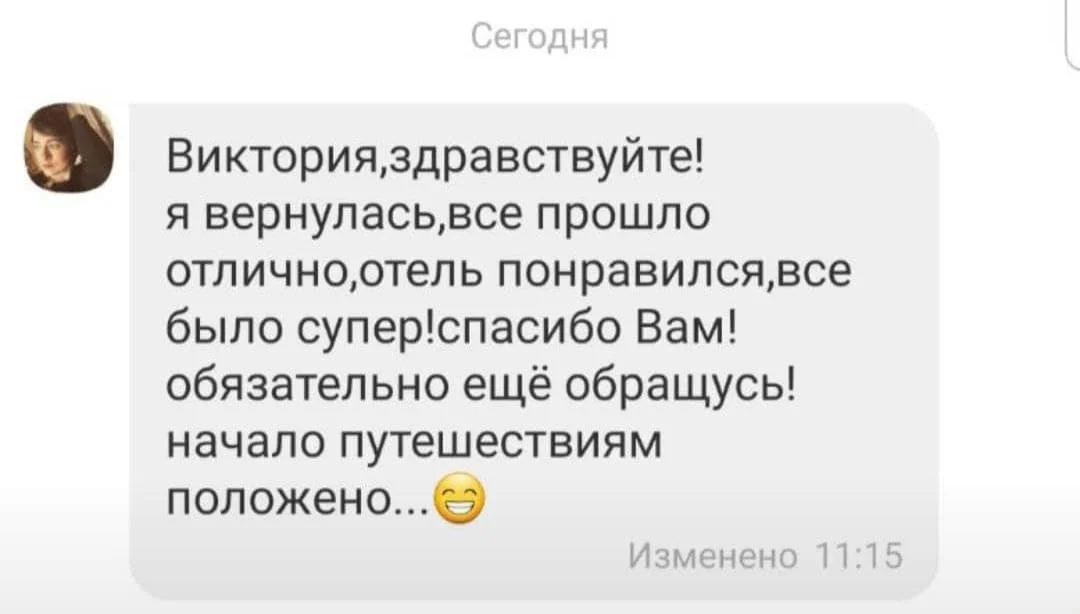 Сегодня
Виктория,здравствуйте!
я вернулась,все прошло
отлично,отель понравился,все
было супер!спасибо Вам!
обязательно ещё обращусь!
начало путешествиям
положено...😁
Изменено 11:15